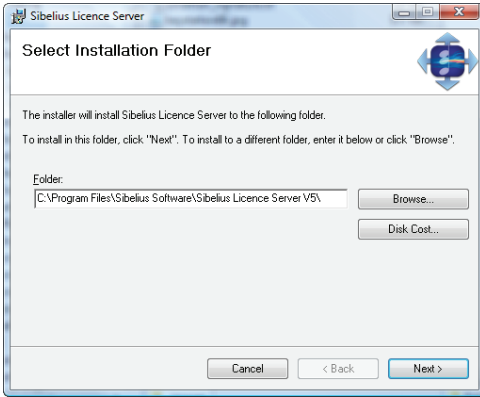 Sibelius Licence Server
Select Installation Folder
The installer will install Sibelius Licence Server to the following folder.
To install in this folder, click "Next". To install to a different folder, enter it below or click "Browse".
Folder:
C:\Program Files\Sibelius Software\Sibelius Licence Server V5\
Browse...
Disk Cost...
Cancel
< Back
Next >